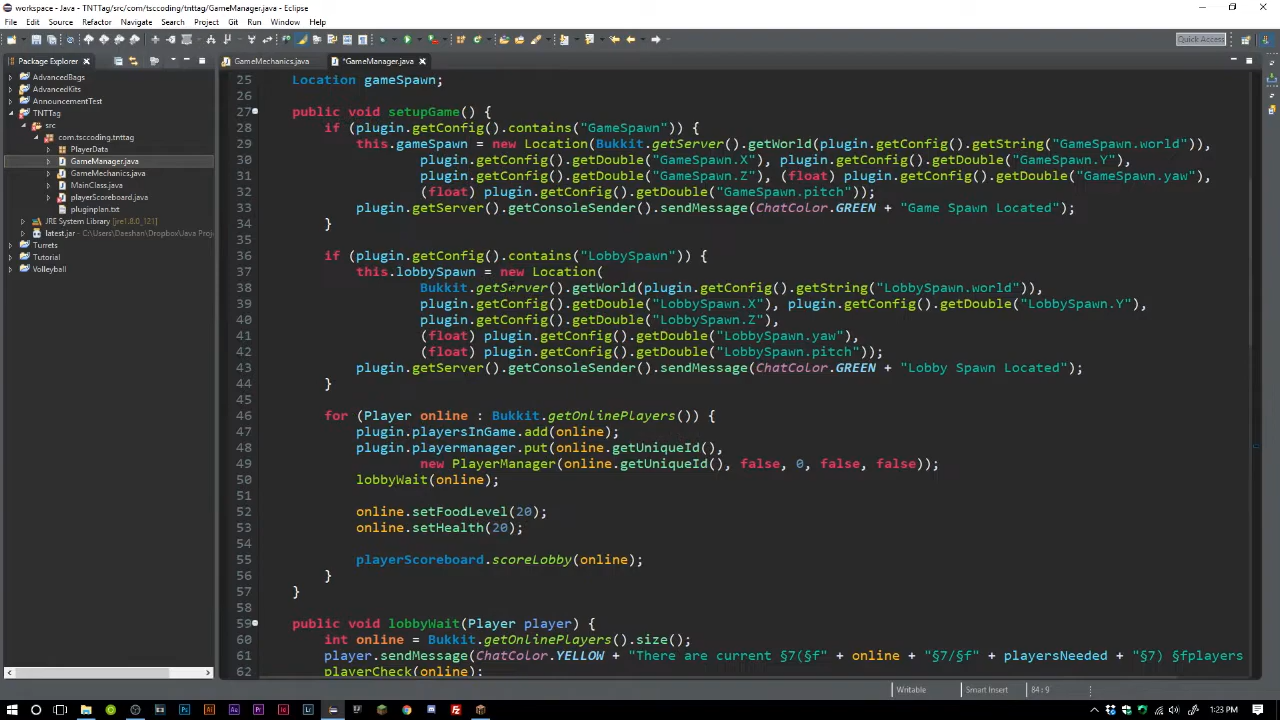 workspace - Java - TNTTag/src/com/tsccoding/tnttag/GameManager.java - Eclipse
File Edit Source Refactor Navigate Search Project Git Run Window Help
Quick Access
Package Explorer
GameMechanics.java
*GameManager.java
AdvancedBags
AdvancedKits
AnnouncementTest
TNTTag
src
com.tsccoding.tnttag
PlayerData
GameManager.java
GameMechanics.java
MainClass.java
playerScoreboard.java
pluginplan.txt
JRE System Library [jre1.8.0_121]
latest.jar - C:\Users\Daeshan\Dropbox\Java Proj
Turrets
Tutorial
Volleyball
25 Location gameSpawn;
26
27 public void setupGame() {
28 if (plugin.getConfig().contains("GameSpawn")) {
29 this.gameSpawn = new Location(Bukkit.getServer().getWorld(plugin.getConfig().getString("GameSpawn.world")),
30 plugin.getConfig().getDouble("GameSpawn.X"), plugin.getConfig().getDouble("GameSpawn.Y"),
31 plugin.getConfig().getDouble("GameSpawn.Z"), (float) plugin.getConfig().getDouble("GameSpawn.yaw"),
32 (float) plugin.getConfig().getDouble("GameSpawn.pitch"));
33 plugin.getServer().getConsoleSender().sendMessage(ChatColor.GREEN + "Game Spawn Located");
34 }
35
36 if (plugin.getConfig().contains("LobbySpawn")) {
37 this.lobbySpawn = new Location(
38 Bukkit.getServer().getWorld(plugin.getConfig().getString("LobbySpawn.world")),
39 plugin.getConfig().getDouble("LobbySpawn.X"), plugin.getConfig().getDouble("LobbySpawn.Y"),
40 plugin.getConfig().getDouble("LobbySpawn.Z"),
41 (float) plugin.getConfig().getDouble("LobbySpawn.yaw"),
42 (float) plugin.getConfig().getDouble("LobbySpawn.pitch"));
43 plugin.getServer().getConsoleSender().sendMessage(ChatColor.GREEN + "Lobby Spawn Located");
44 }
45
46 for (Player online : Bukkit.getOnlinePlayers()) {
47 plugin.playersInGame.add(online);
48 plugin.playermanager.put(online.getUniqueId(),
49 new PlayerManager(online.getUniqueId(), false, 0, false, false));
50 lobbyWait(online);
51
52 online.setFoodLevel(20);
53 online.setHealth(20);
54
55 playerScoreboard.scoreLobby(online);
56 }
57 }
58
59 public void lobbyWait(Player player) {
60 int online = Bukkit.getOnlinePlayers().size();
61 player.sendMessage(ChatColor.YELLOW + "There are current §7(§f" + online + "§7/§f" + playersNeeded + "§7) §fplayers
62 playerCheck(online);
Writable Smart Insert 84 : 9
1:23 PM